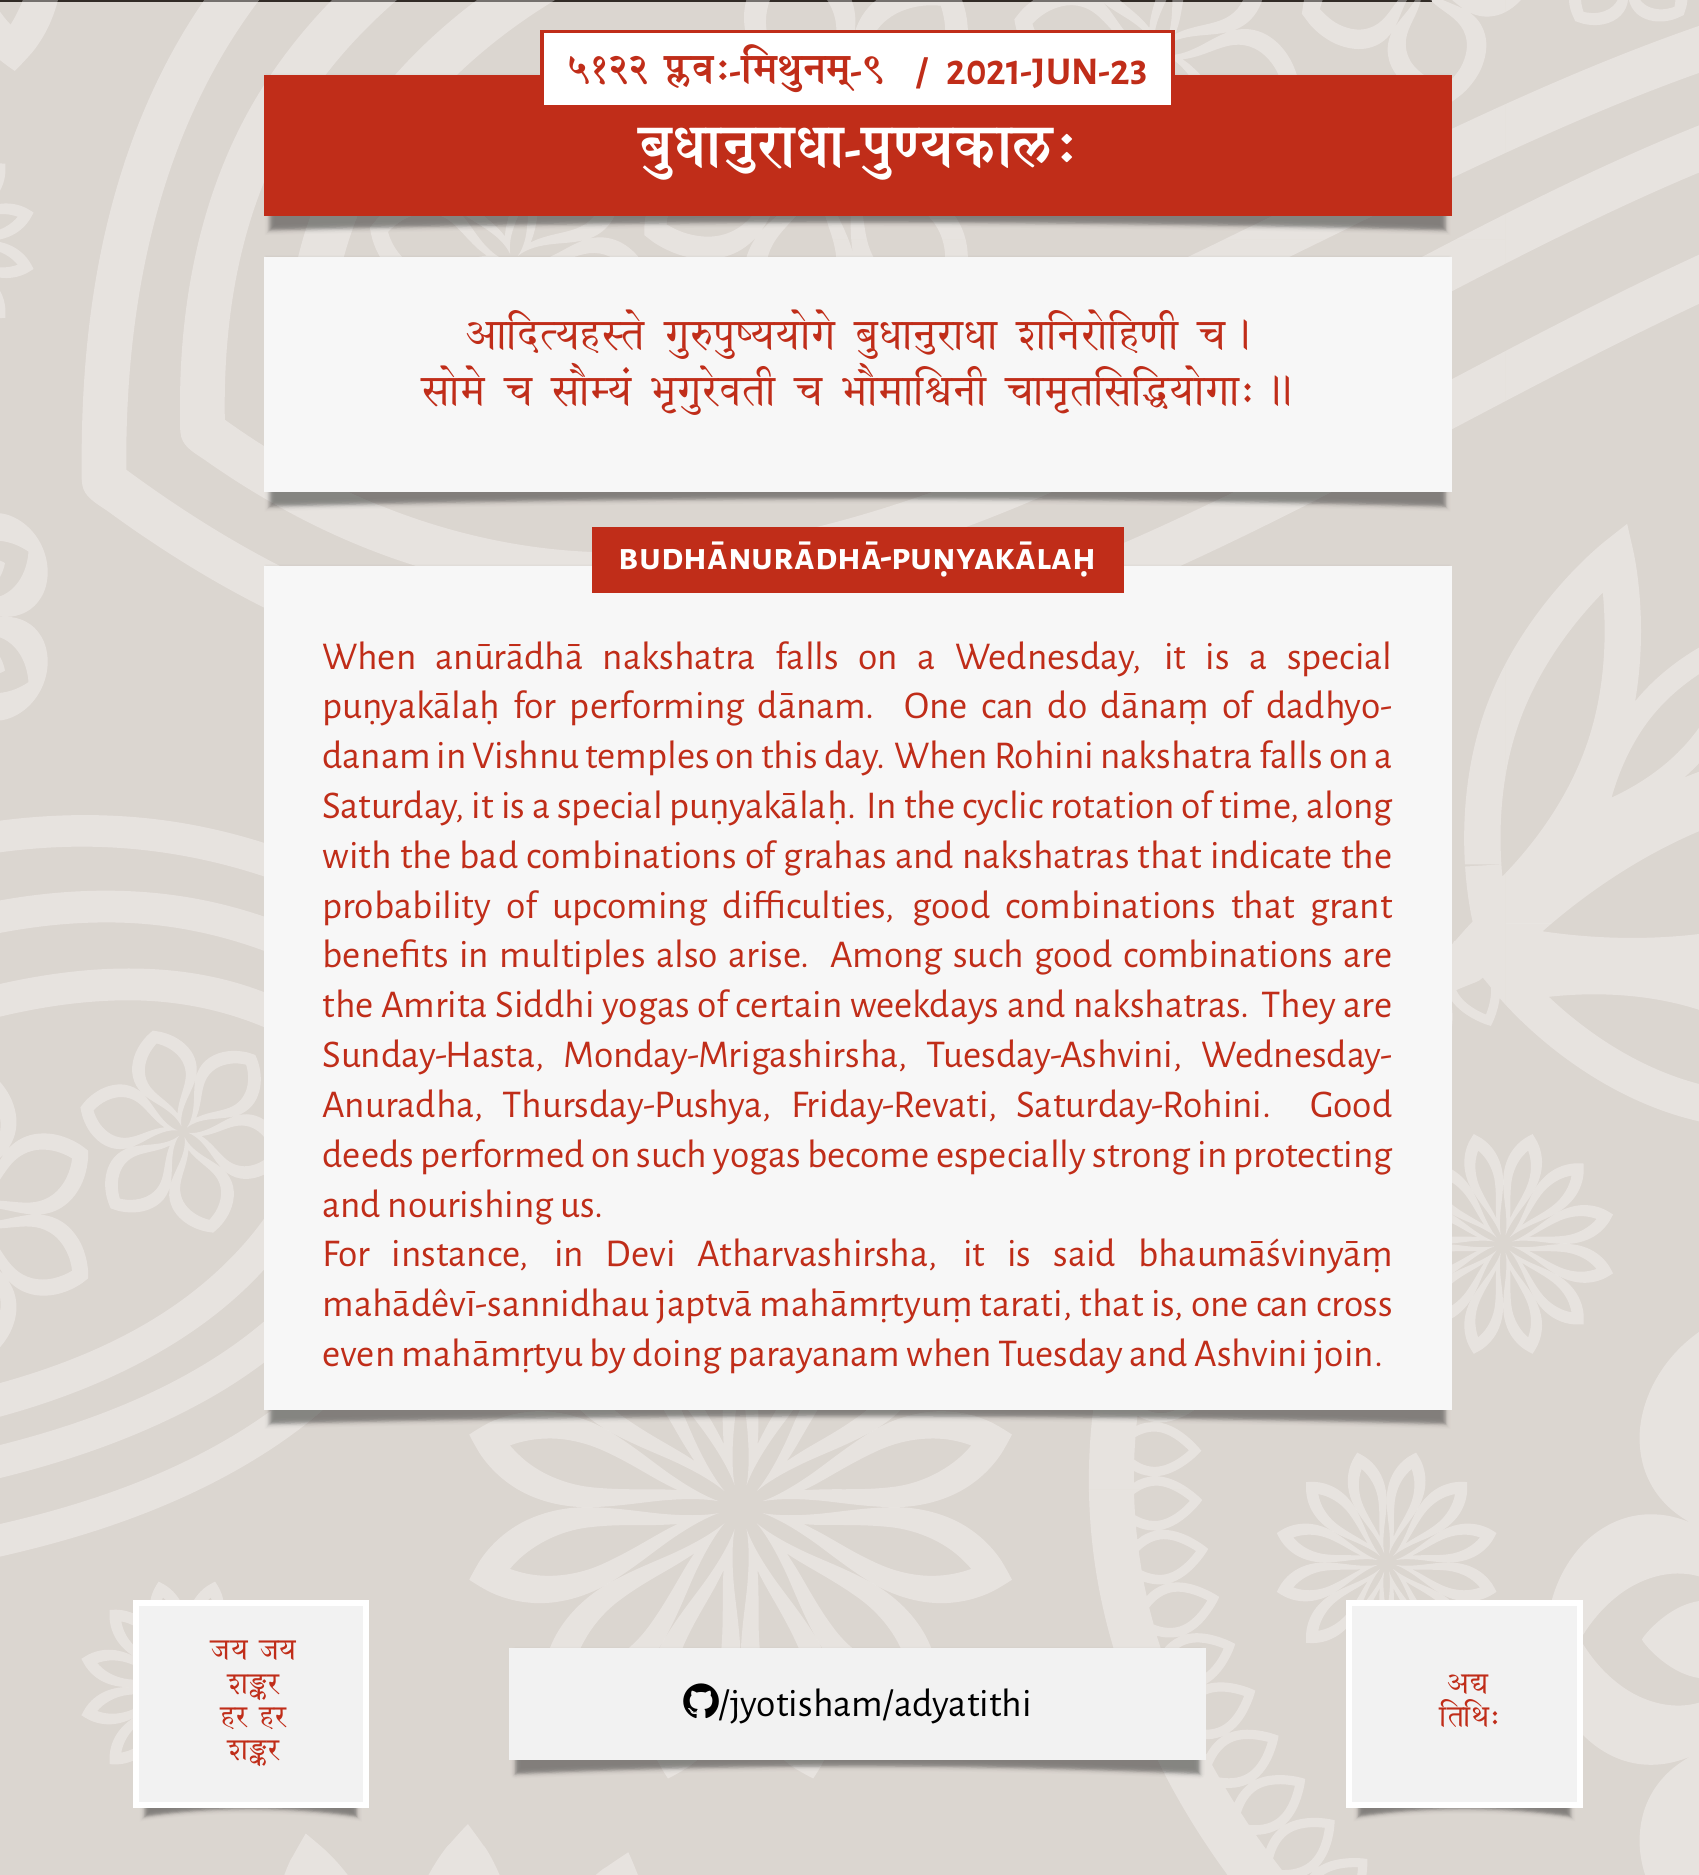 ५१२२ प्लवः-मिथुनम्-९ / 2021-JUN-23
बुधानुराधा-पुण्यकालः
आदित्यहस्ते गुरुपुष्ययोगे बुधानुराधा शनिरोहिणी च।
सोमे च सौम्यं भृगुरेवती च भौमाश्विनी चामृतसिद्धियोगाः ॥
BUDHĀNURĀDHĀ-PUṆYAKĀLAḤ
When anūrādhā nakshatra falls on a Wednesday, it is a special
puṇyakālaḥ for performing dānam. One can do dānaṃ of dadhyo-
danam in Vishnu temples on this day. When Rohini nakshatra falls on a
Saturday, it is a special puṇyakālaḥ. In the cyclic rotation of time, along
with the bad combinations of grahas and nakshatras that indicate the
probability of upcoming difficulties, good combinations that grant
benefits in multiples also arise. Among such good combinations are
the Amrita Siddhi yogas of certain weekdays and nakshatras. They are
Sunday-Hasta, Monday-Mrigashirsha, Tuesday-Ashvini, Wednesday-
Anuradha, Thursday-Pushya, Friday-Revati, Saturday-Rohini. Good
deeds performed on such yogas become especially strong in protecting
and nourishing us.
For instance, in Devi Atharvashirsha, it is said bhaumāśvinyāṃ
mahādêvī-sannidhau japtvā mahāmṛtyuṃ tarati, that is, one can cross
even mahāmṛtyu by doing parayanam when Tuesday and Ashvini join.
जय जय
शङ्कर
हर हर
शङ्कर
/jyotisham/adyatithi
अद्य
तिथिः